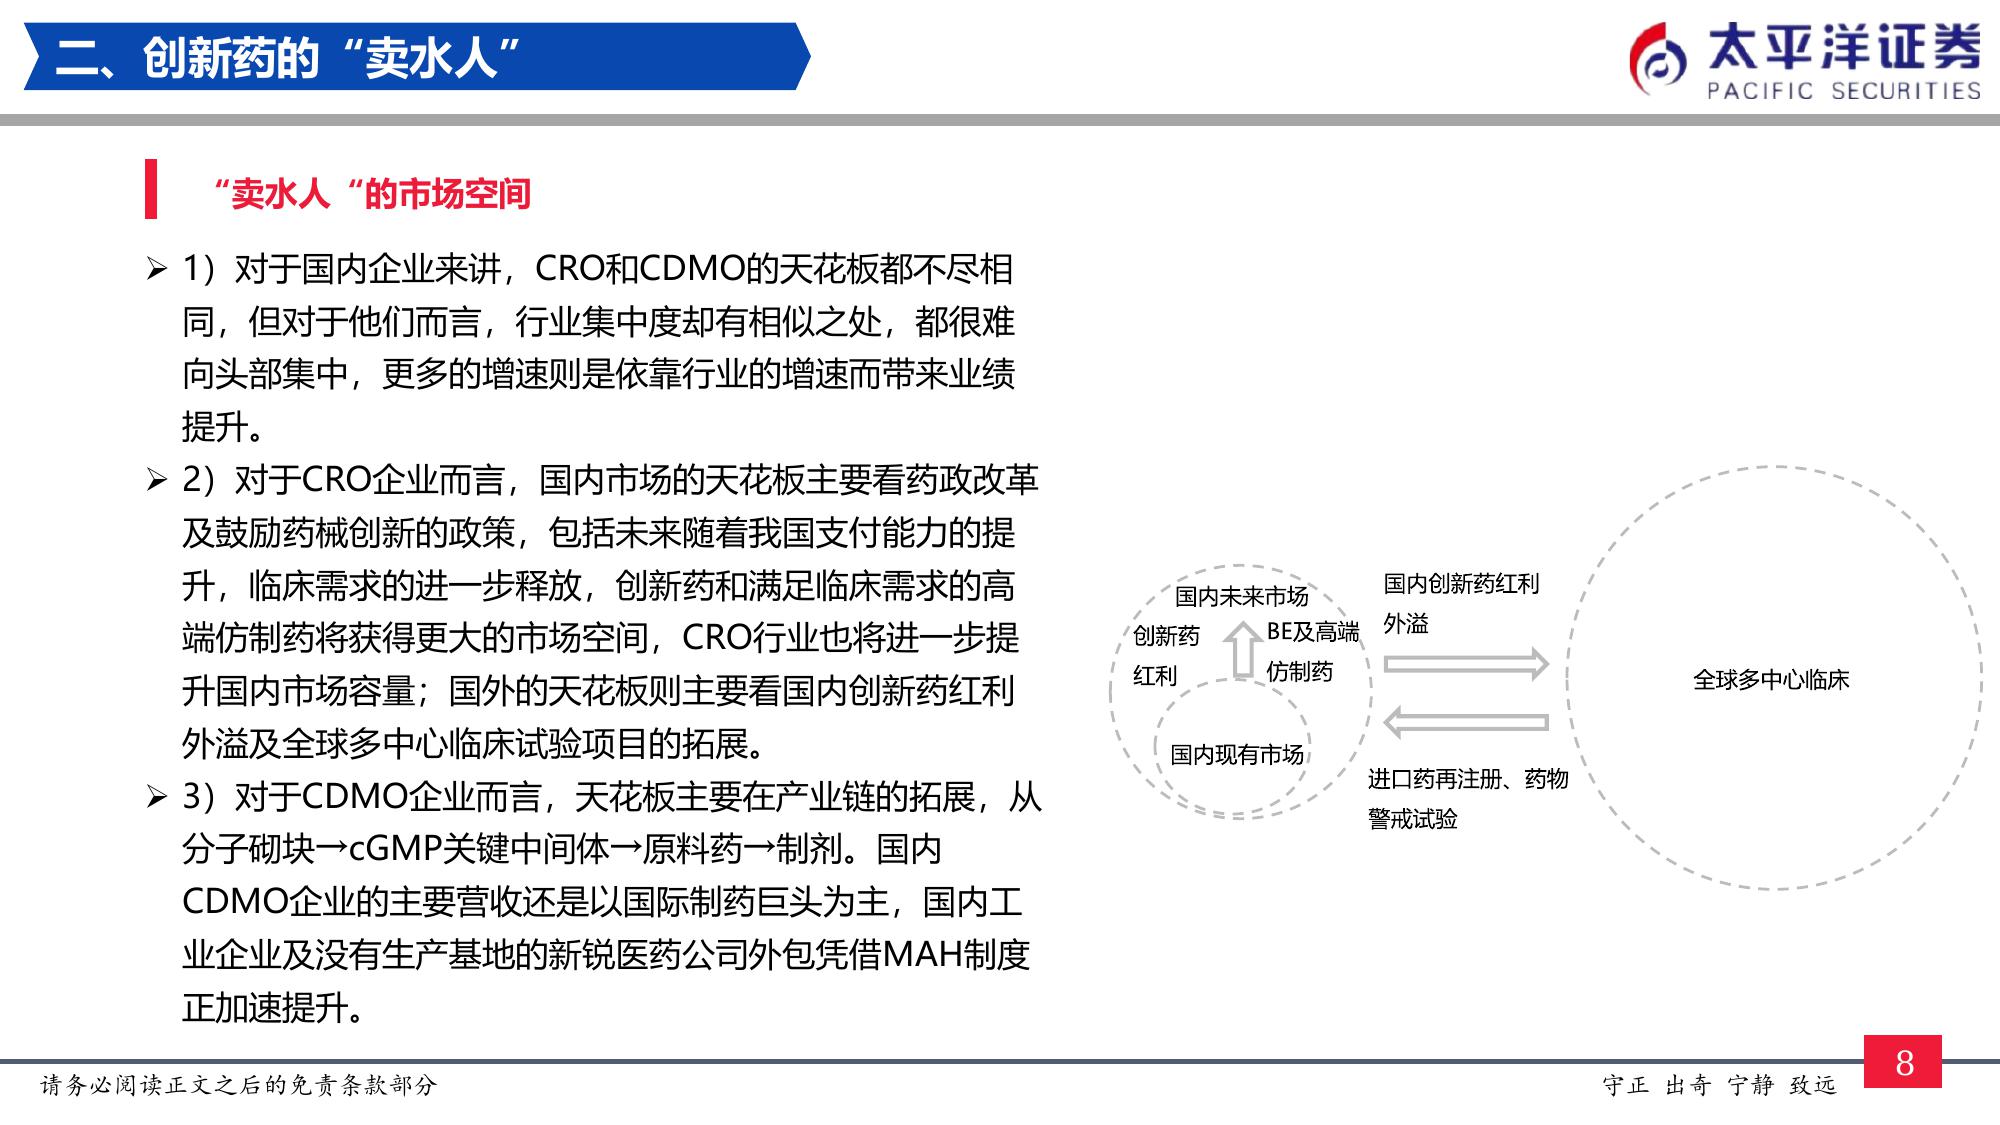 二、创新药的“卖水人”
太平洋证券
PACIFIC SECURITIES
“卖水人“的市场空间
➢ 1）对于国内企业来讲，CRO和CDMO的天花板都不尽相
同，但对于他们而言，行业集中度却有相似之处，都很难
向头部集中，更多的增速则是依靠行业的增速而带来业绩
提升。
➢ 2）对于CRO企业而言，国内市场的天花板主要看药政改革
及鼓励药械创新的政策，包括未来随着我国支付能力的提
升，临床需求的进一步释放，创新药和满足临床需求的高
端仿制药将获得更大的市场空间，CRO行业也将进一步提
升国内市场容量；国外的天花板则主要看国内创新药红利
外溢及全球多中心临床试验项目的拓展。
➢ 3）对于CDMO企业而言，天花板主要在产业链的拓展，从
分子砌块→cGMP关键中间体→原料药→制剂。国内
CDMO企业的主要营收还是以国际制药巨头为主，国内工
业企业及没有生产基地的新锐医药公司外包凭借MAH制度
正加速提升。
国内未来市场
创新药
红利
BE及高端
仿制药
国内现有市场
国内创新药红利
外溢
进口药再注册、药物
警戒试验
全球多中心临床
请务必阅读正文之后的免责条款部分
守正 出奇 宁静 致远
8